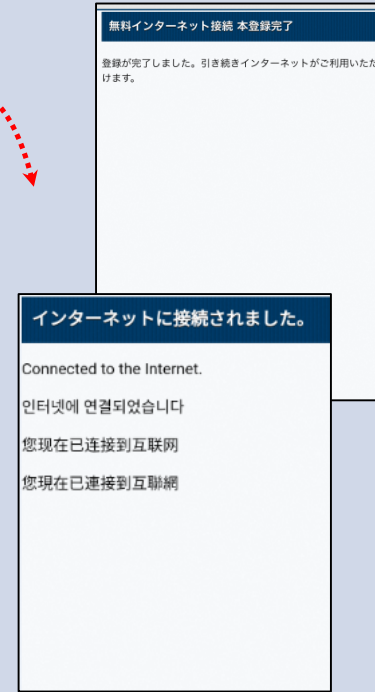 無料インターネット接続 本登録完了
登録が完了しました。引き続きインターネットがご利用いただ
けます。
インターネットに接続されました。
Connected to the Internet.
인터넷에 연결되었습니다
您现在已连接到互联网
您現在已連接到互聯網